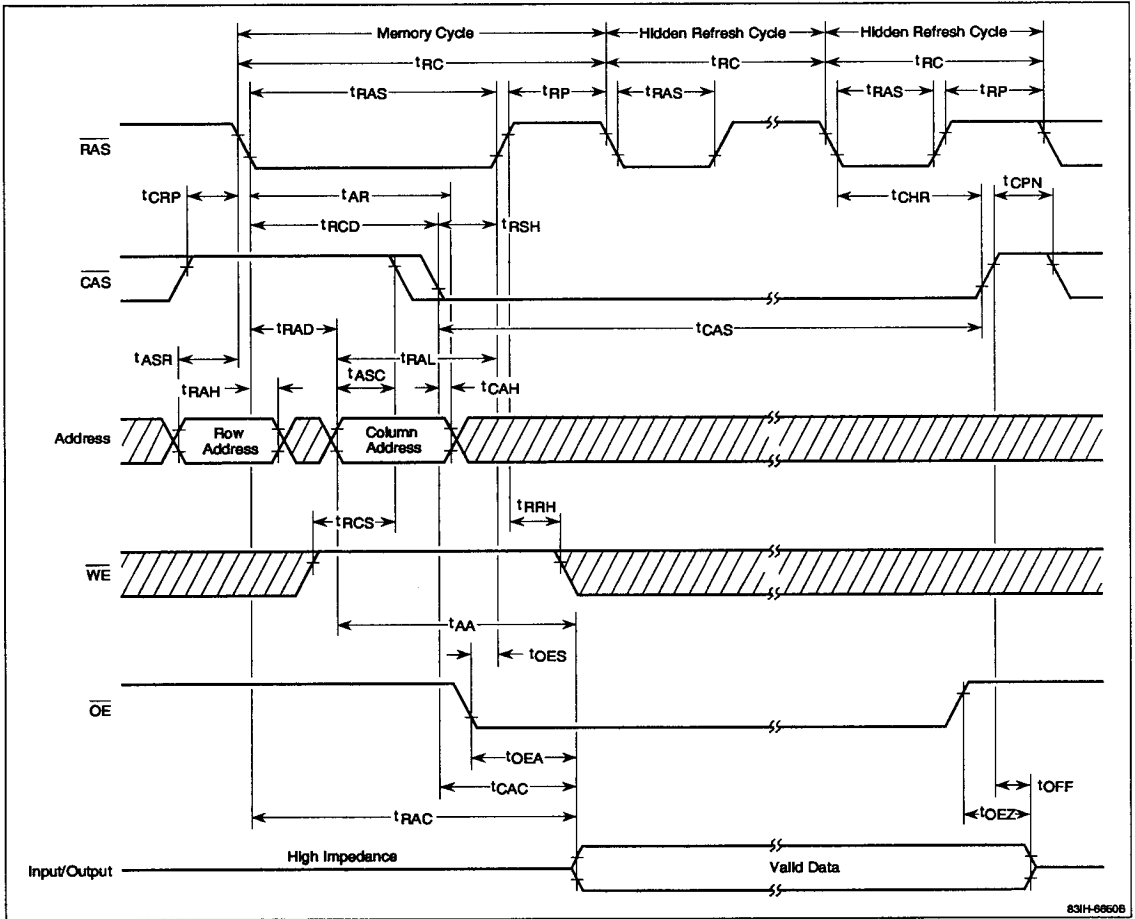 Memory Cycle Hidden Refresh Cycle Hidden Refresh Cycle
tRC tRC tRC
tRAS tRP tRAS tRAS tRP
RAS
tCRP tAR tCHR tCPN
tRCD tRSH
CAS
tRAD tCAS
tASR tRAL
tASC
tRAH tCAH
Address Row Address Column Address
tRRH
tRCS
WE
tAA
tOES
OE
tOEA
tCAC tOFF
tRAC tOEZ
High Impedance
Input/Output Valid Data
83IH-6650B